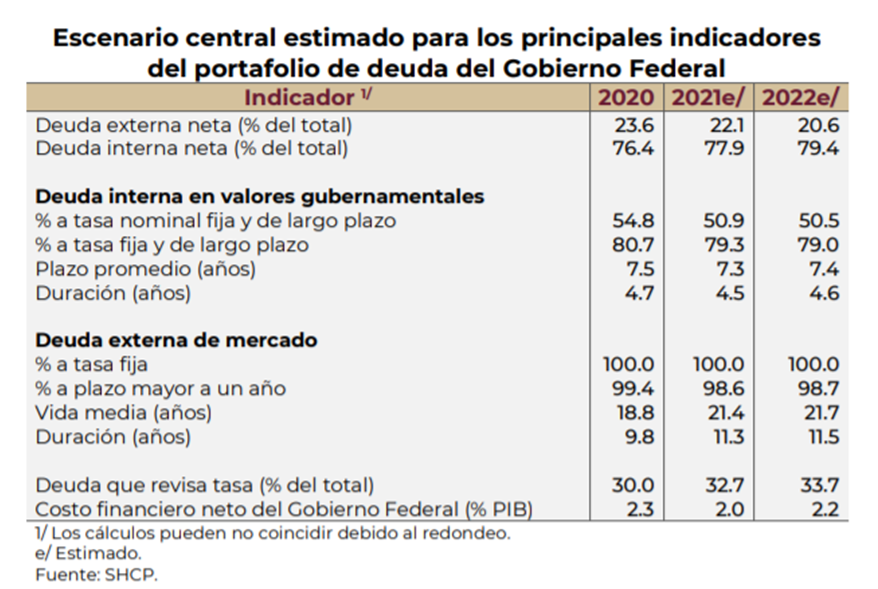 Escenario central estimado para los principales indicadores
del portafolio de deuda del Gobierno Federal
Indicador 1/ 2020 2021e/ 2022e/
Deuda externa neta (% del total) 23.6 22.1 20.6
Deuda interna neta (% del total) 76.4 77.9 79.4
Deuda interna en valores gubernamentales
% a tasa nominal fija y de largo plazo 54.8 50.9 50.5
% a tasa fija y de largo plazo 80.7 79.3 79.0
Plazo promedio (años) 7.5 7.3 7.4
Duración (años) 4.7 4.5 4.6
Deuda externa de mercado
% a tasa fija 100.0 100.0 100.0
% a plazo mayor a un año 99.4 98.6 98.7
Vida media (años) 18.8 21.4 21.7
Duración (años) 9.8 11.3 11.5
Deuda que revisa tasa (% del total) 30.0 32.7 33.7
Costo financiero neto del Gobierno Federal (% PIB) 2.3 2.0 2.2
1/ Los cálculos pueden no coincidir debido al redondeo.
e/ Estimado.
Fuente: SHCP.